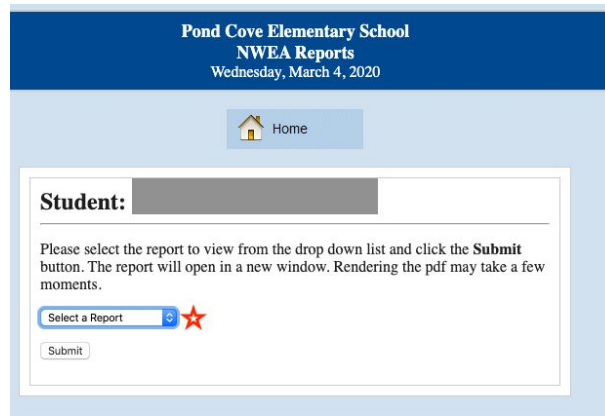 Pond Cove Elementary School
NWEA Reports
Wednesday, March 4, 2020
Home
Student:
Please select the report to view from the drop down list and click the Submit
button. The report will open in a new window. Rendering the pdf may take a few
moments.
Select a Report
Submit